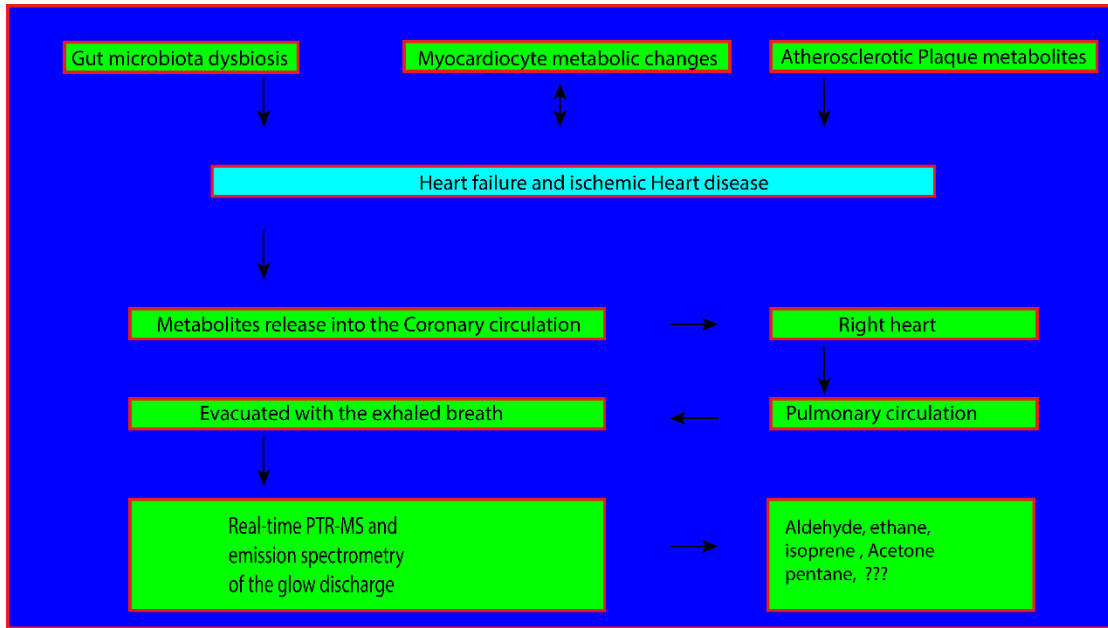 Gut microbiota dysbiosis
Myocardiocyte metabolic changes
Atherosclerotic Plaque metabolites
Heart failure and ischemic Heart disease
Metabolites release into the Coronary circulation
Right heart
Evacuated with the exhaled breath
Pulmonary circulation
Real-time PTR-MS and
emission spectrometry
of the glow discharge
Aldehyde, ethane,
isoprene , Acetone
pentane, ???